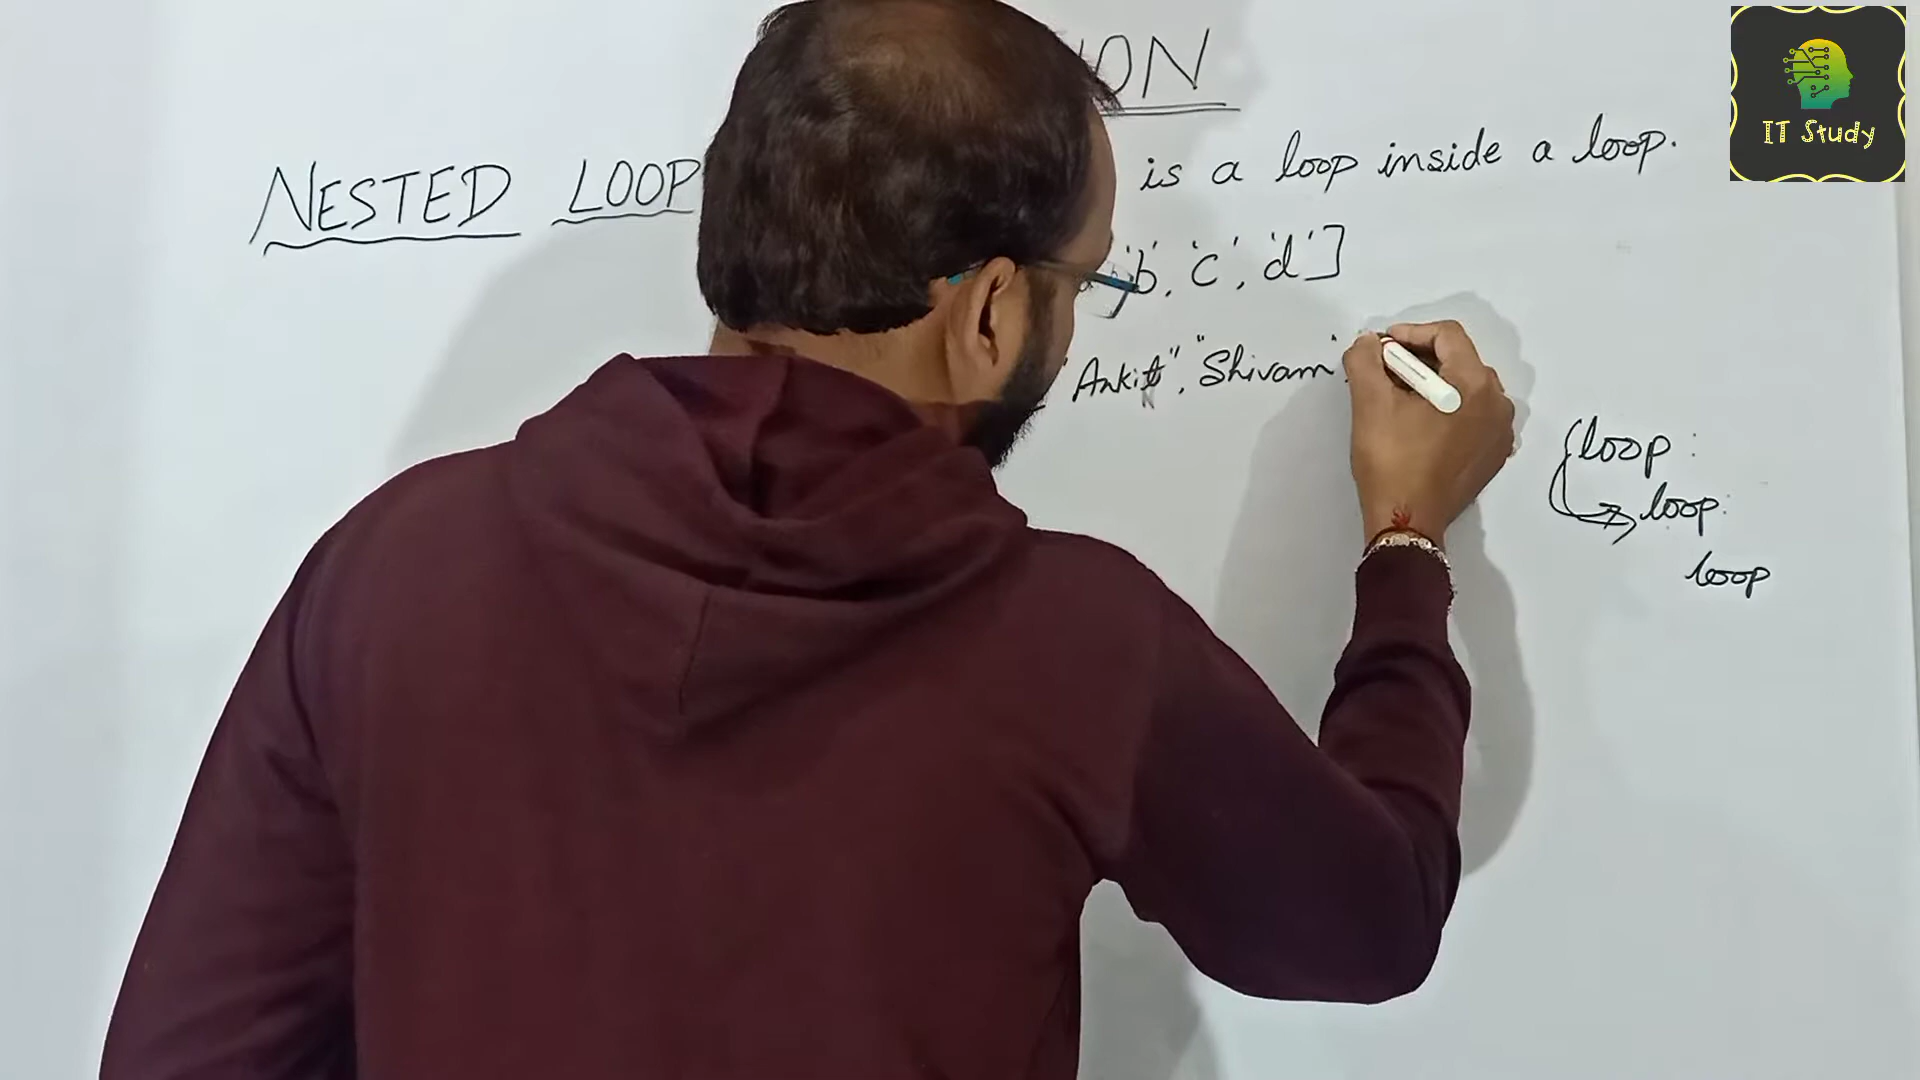 ON
NESTED LOOP is a loop inside a loop.
'b', 'c', 'd']
Ankit", "Shivam"
loop:
loop:
loop
IT Study